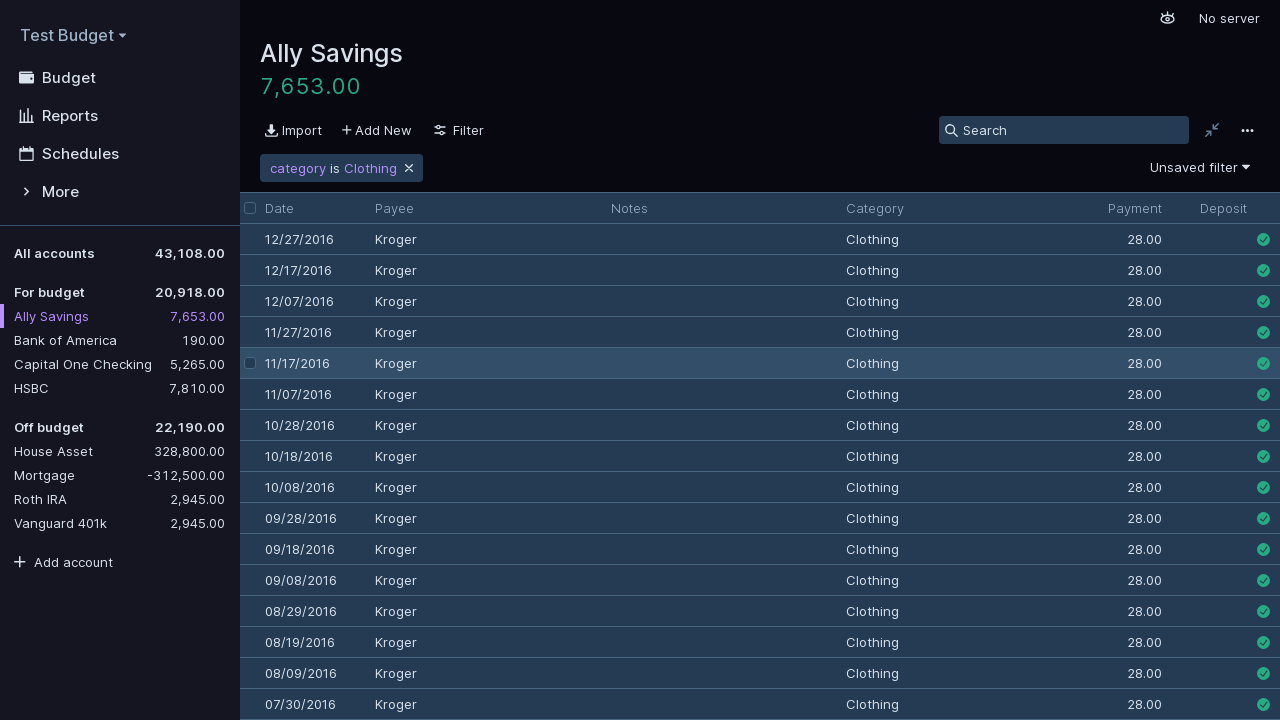 Test Budget
Budget
Reports
Schedules
More
All accounts 43,108.00
For budget 20,918.00
Ally Savings 7,653.00
Bank of America 190.00
Capital One Checking 5,265.00
HSBC 7,810.00
Off budget 22,190.00
House Asset 328,800.00
Mortgage -312,500.00
Roth IRA 2,945.00
Vanguard 401k 2,945.00
Add account
No server
Ally Savings
7,653.00
Import Add New Filter Search
category is Clothing Unsaved filter
Date Payee Notes Category Payment Deposit
12/27/2016 Kroger Clothing 28.00
12/17/2016 Kroger Clothing 28.00
12/07/2016 Kroger Clothing 28.00
11/27/2016 Kroger Clothing 28.00
11/17/2016 Kroger Clothing 28.00
11/07/2016 Kroger Clothing 28.00
10/28/2016 Kroger Clothing 28.00
10/18/2016 Kroger Clothing 28.00
10/08/2016 Kroger Clothing 28.00
09/28/2016 Kroger Clothing 28.00
09/18/2016 Kroger Clothing 28.00
09/08/2016 Kroger Clothing 28.00
08/29/2016 Kroger Clothing 28.00
08/19/2016 Kroger Clothing 28.00
08/09/2016 Kroger Clothing 28.00
07/30/2016 Kroger Clothing 28.00